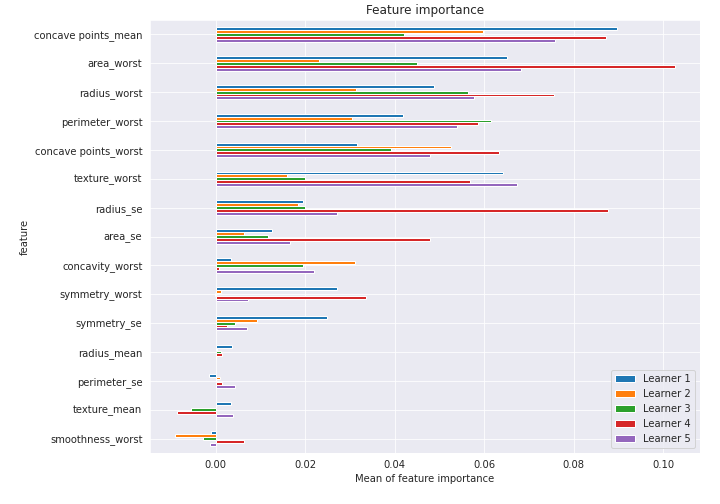 Feature importance
concave points_mean
area_worst
radius_worst
perimeter_worst
concave points_worst
texture_worst
radius_se
area_se
concavity_worst
symmetry_worst
symmetry_se
radius_mean
perimeter_se
texture_mean
smoothness_worst
feature
Learner 1
Learner 2
Learner 3
Learner 4
Learner 5
0.00 0.02 0.04 0.06 0.08 0.10
Mean of feature importance